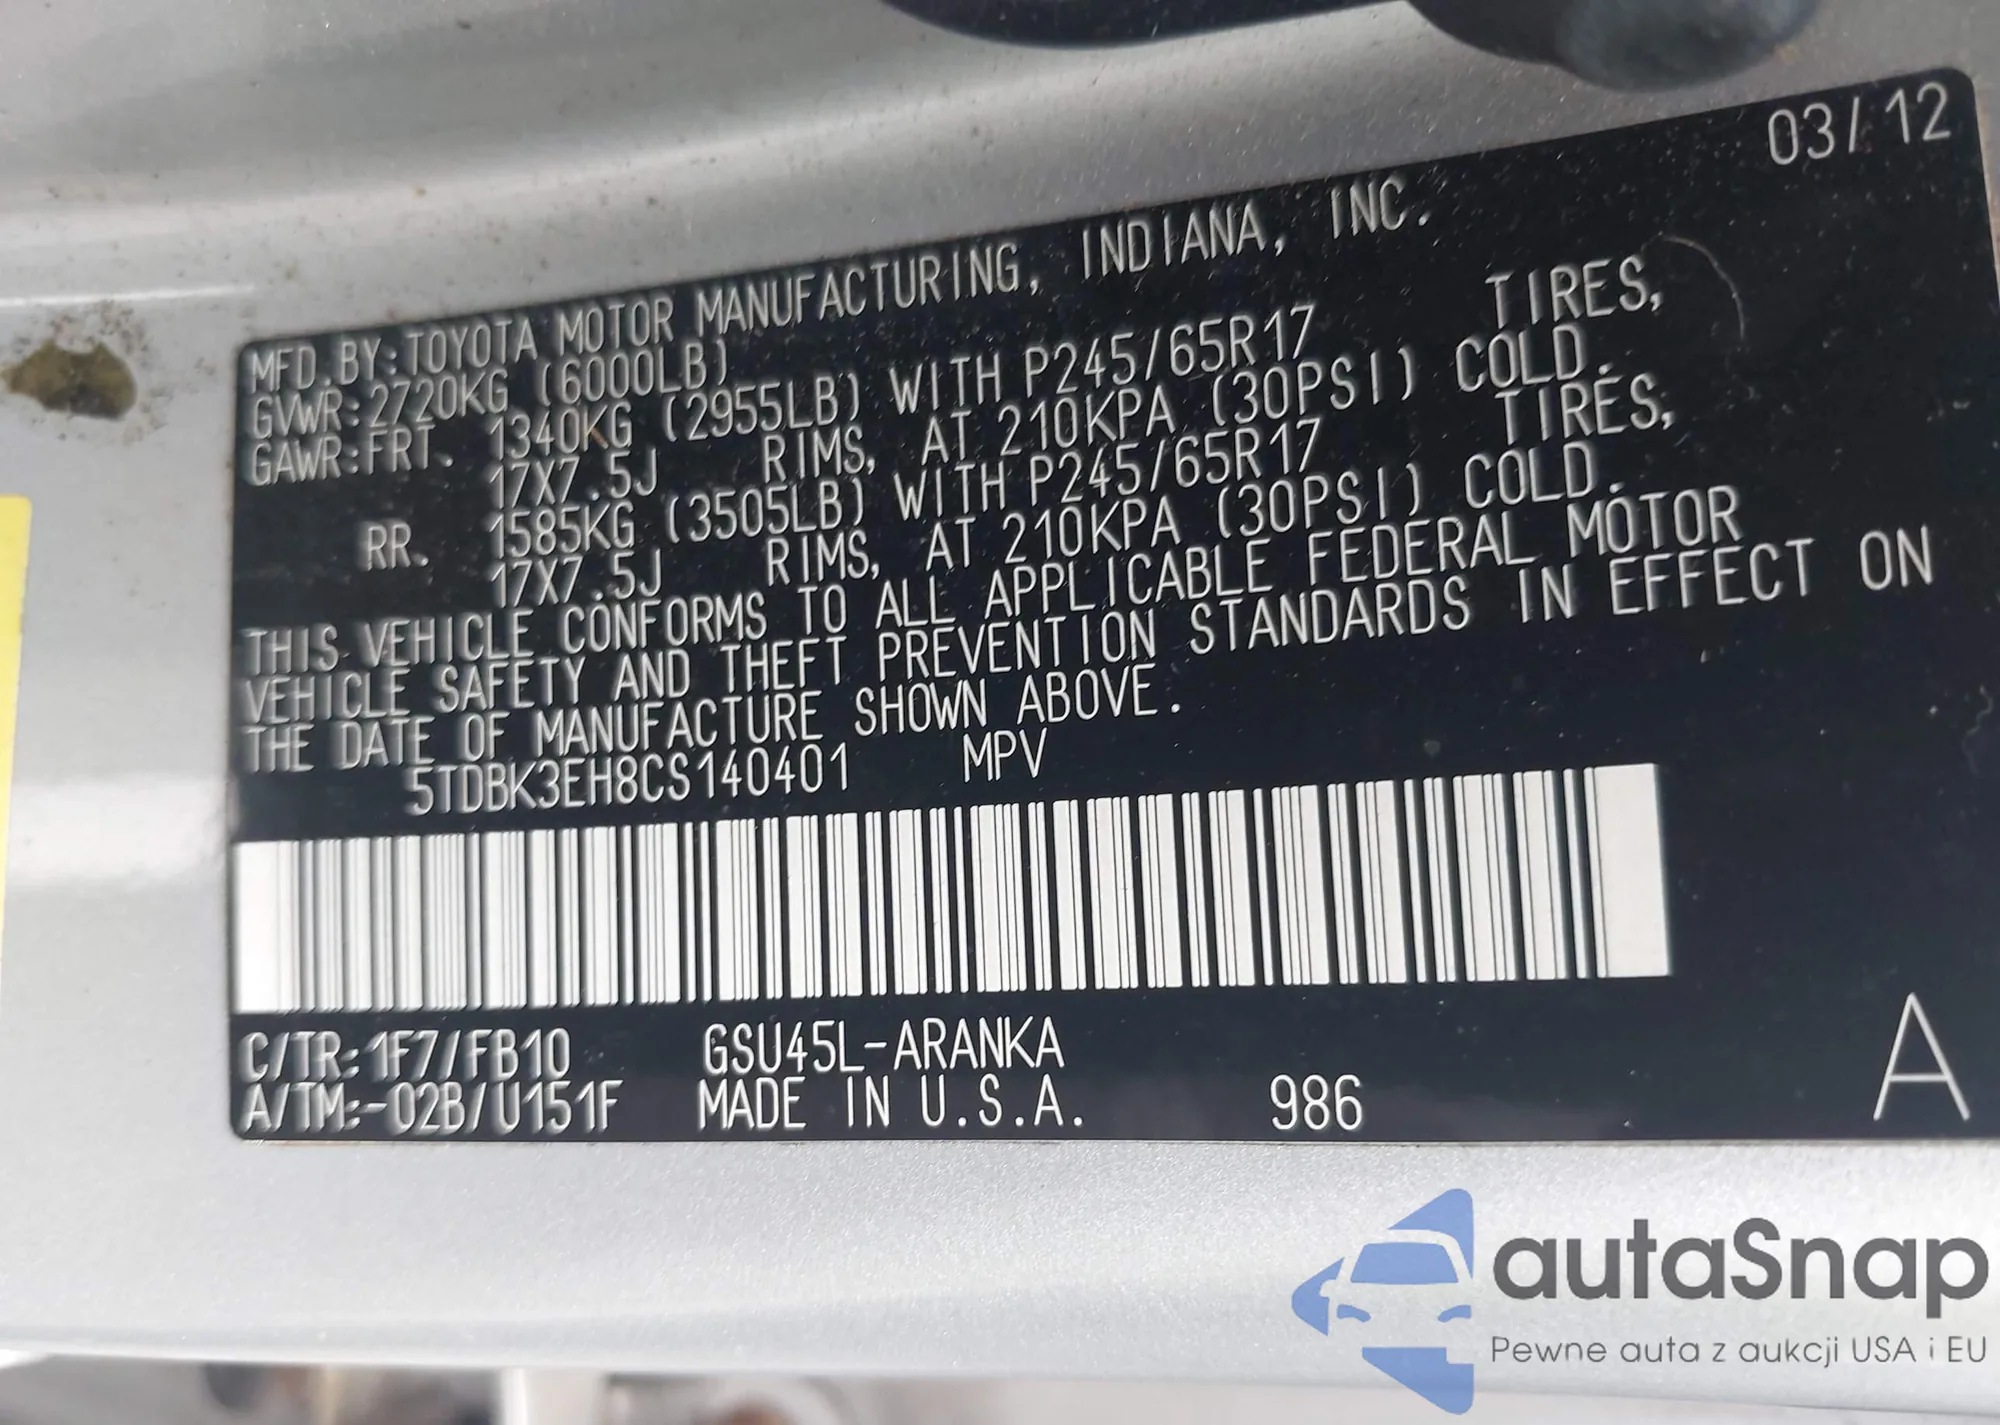 03/12
MFD.BY:TOYOTA MOTOR MANUFACTURING, INDIANA, INC.
GVWR:2720KG (6000LB)
GAWR:FRT. 1340KG (2955LB) WITH P245/65R17 TIRES,
17X7.5J RIMS, AT 210KPA (30PSI) COLD.
RR. 1585KG (3505LB) WITH P245/65R17 TIRES,
17X7.5J RIMS, AT 210KPA (30PSI) COLD.
THIS VEHICLE CONFORMS TO ALL APPLICABLE FEDERAL MOTOR
VEHICLE SAFETY AND THEFT PREVENTION STANDARDS IN EFFECT ON
THE DATE OF MANUFACTURE SHOWN ABOVE.
5TDBK3EH8CS140401 MPV
C/TR:1F7/FB10 GSU45L-ARANKA
A/TM:-02B/U151F MADE IN U.S.A. 986
A
autaSnap
Pewne auta z aukcji USA i EU